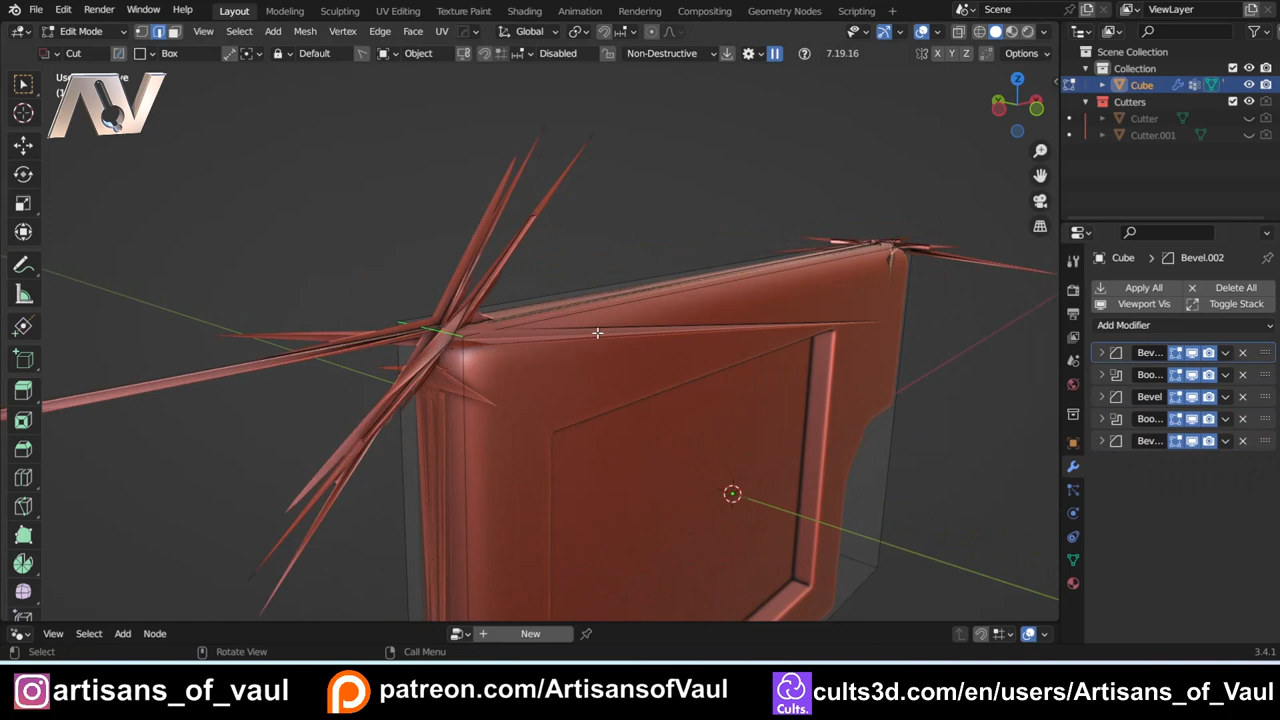 File Edit Render Window Help Layout Modeling Sculpting UV Editing Texture Paint Shading Animation Rendering Compositing Geometry Nodes Scripting Scene ViewLayer
Edit Mode View Select Add Mesh Vertex Edge Face UV Global X Y Z
Cut Box Default Object Disabled Non-Destructive 7.19.16 X Y Z Options
AV
Scene Collection
Collection
Cube
Cutters
Cutter
Cutter.001
Z
Cube Bevel.002
Apply All Delete All
Viewport Vis Toggle Stack
Add Modifier
Bev...
Boo...
Bevel
Boo...
Bev...
View Select Add Node New
Select Rotate View Call Menu 3.4.1
artisans_of_vaul patreon.com/ArtisansofVaul Cults. cults3d.com/en/users/Artisans_of_Vaul